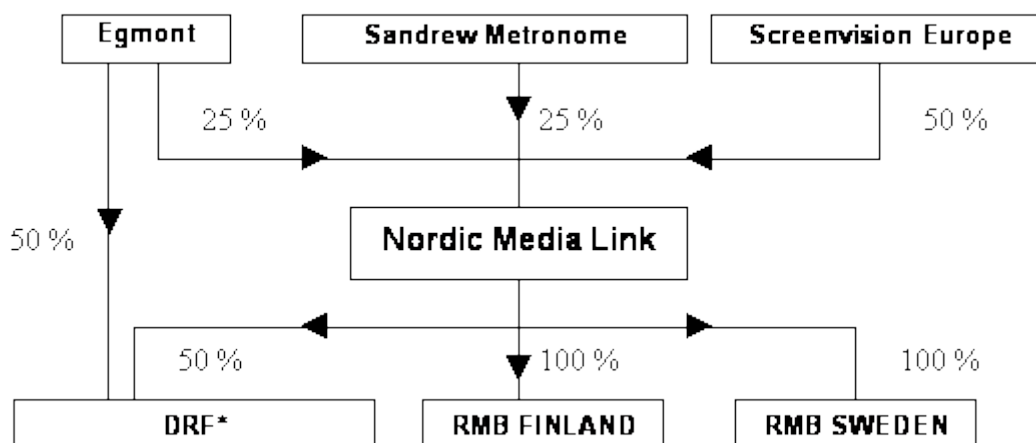 Egmont
Sandrew Metronome
Screenvision Europe
25 %
25 %
50 %
50 %
Nordic Media Link
50 %
100 %
100 %
DRF*
RMB FINLAND
RMB SWEDEN